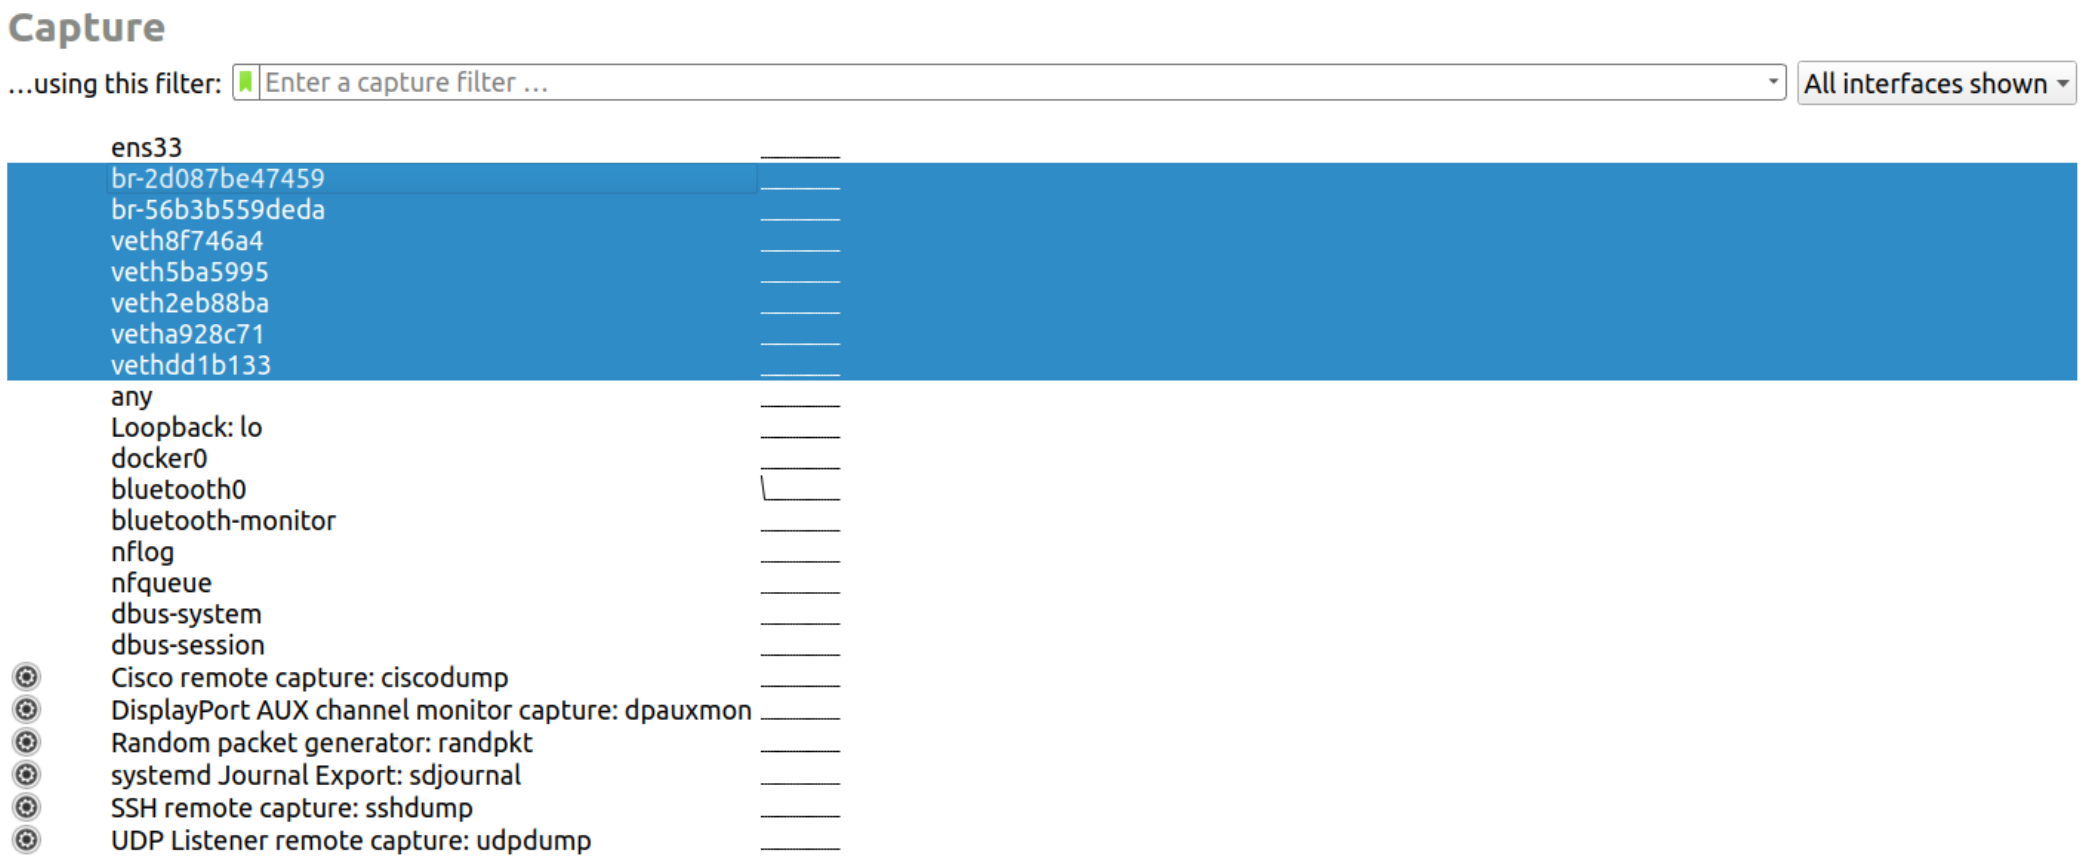 Capture
...using this filter: Enter a capture filter ... All interfaces shown
ens33
br-2d087be47459
br-56b3b559deda
veth8f746a4
veth5ba5995
veth2eb88ba
vetha928c71
vethdd1b133
any
Loopback: lo
docker0
bluetooth0
bluetooth-monitor
nflog
nfqueue
dbus-system
dbus-session
Cisco remote capture: ciscodump
DisplayPort AUX channel monitor capture: dpauxmon
Random packet generator: randpkt
systemd Journal Export: sdjournal
SSH remote capture: sshdump
UDP Listener remote capture: udpdump